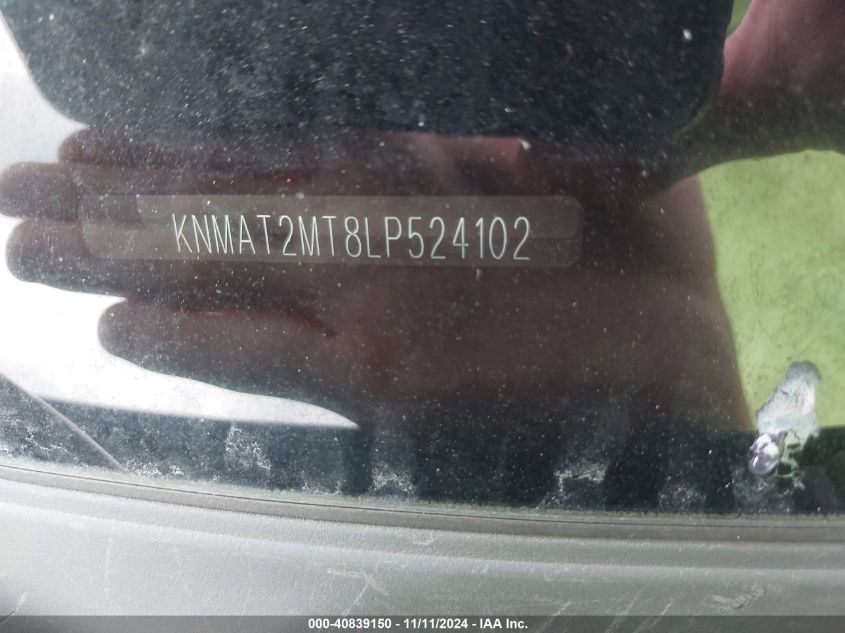 KNMAT2MT8LP524102
000-40839150 - 11/11/2024 - IAA Inc.